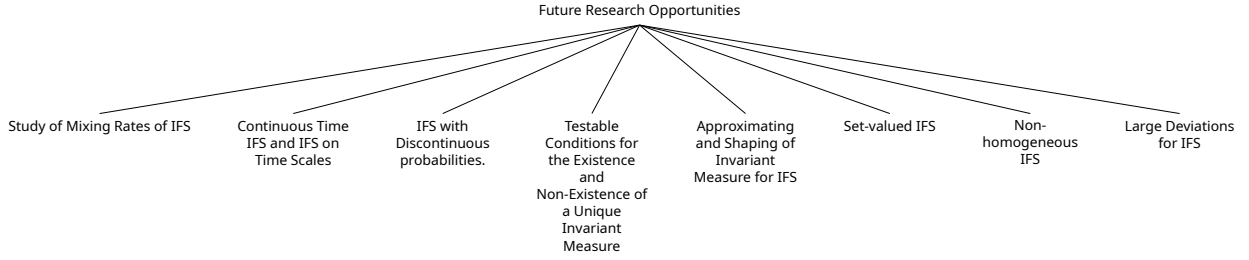 Future Research Opportunities
Study of Mixing Rates of IFS
Continuous Time
IFS and IFS on
Time Scales
IFS with
Discontinuous
probabilities.
Testable
Conditions for
the Existence
and
Non-Existence of
a Unique
Invariant
Measure
Approximating
and Shaping of
Invariant
Measure for IFS
Set-valued IFS
Non-
homogeneous
IFS
Large Deviations
for IFS